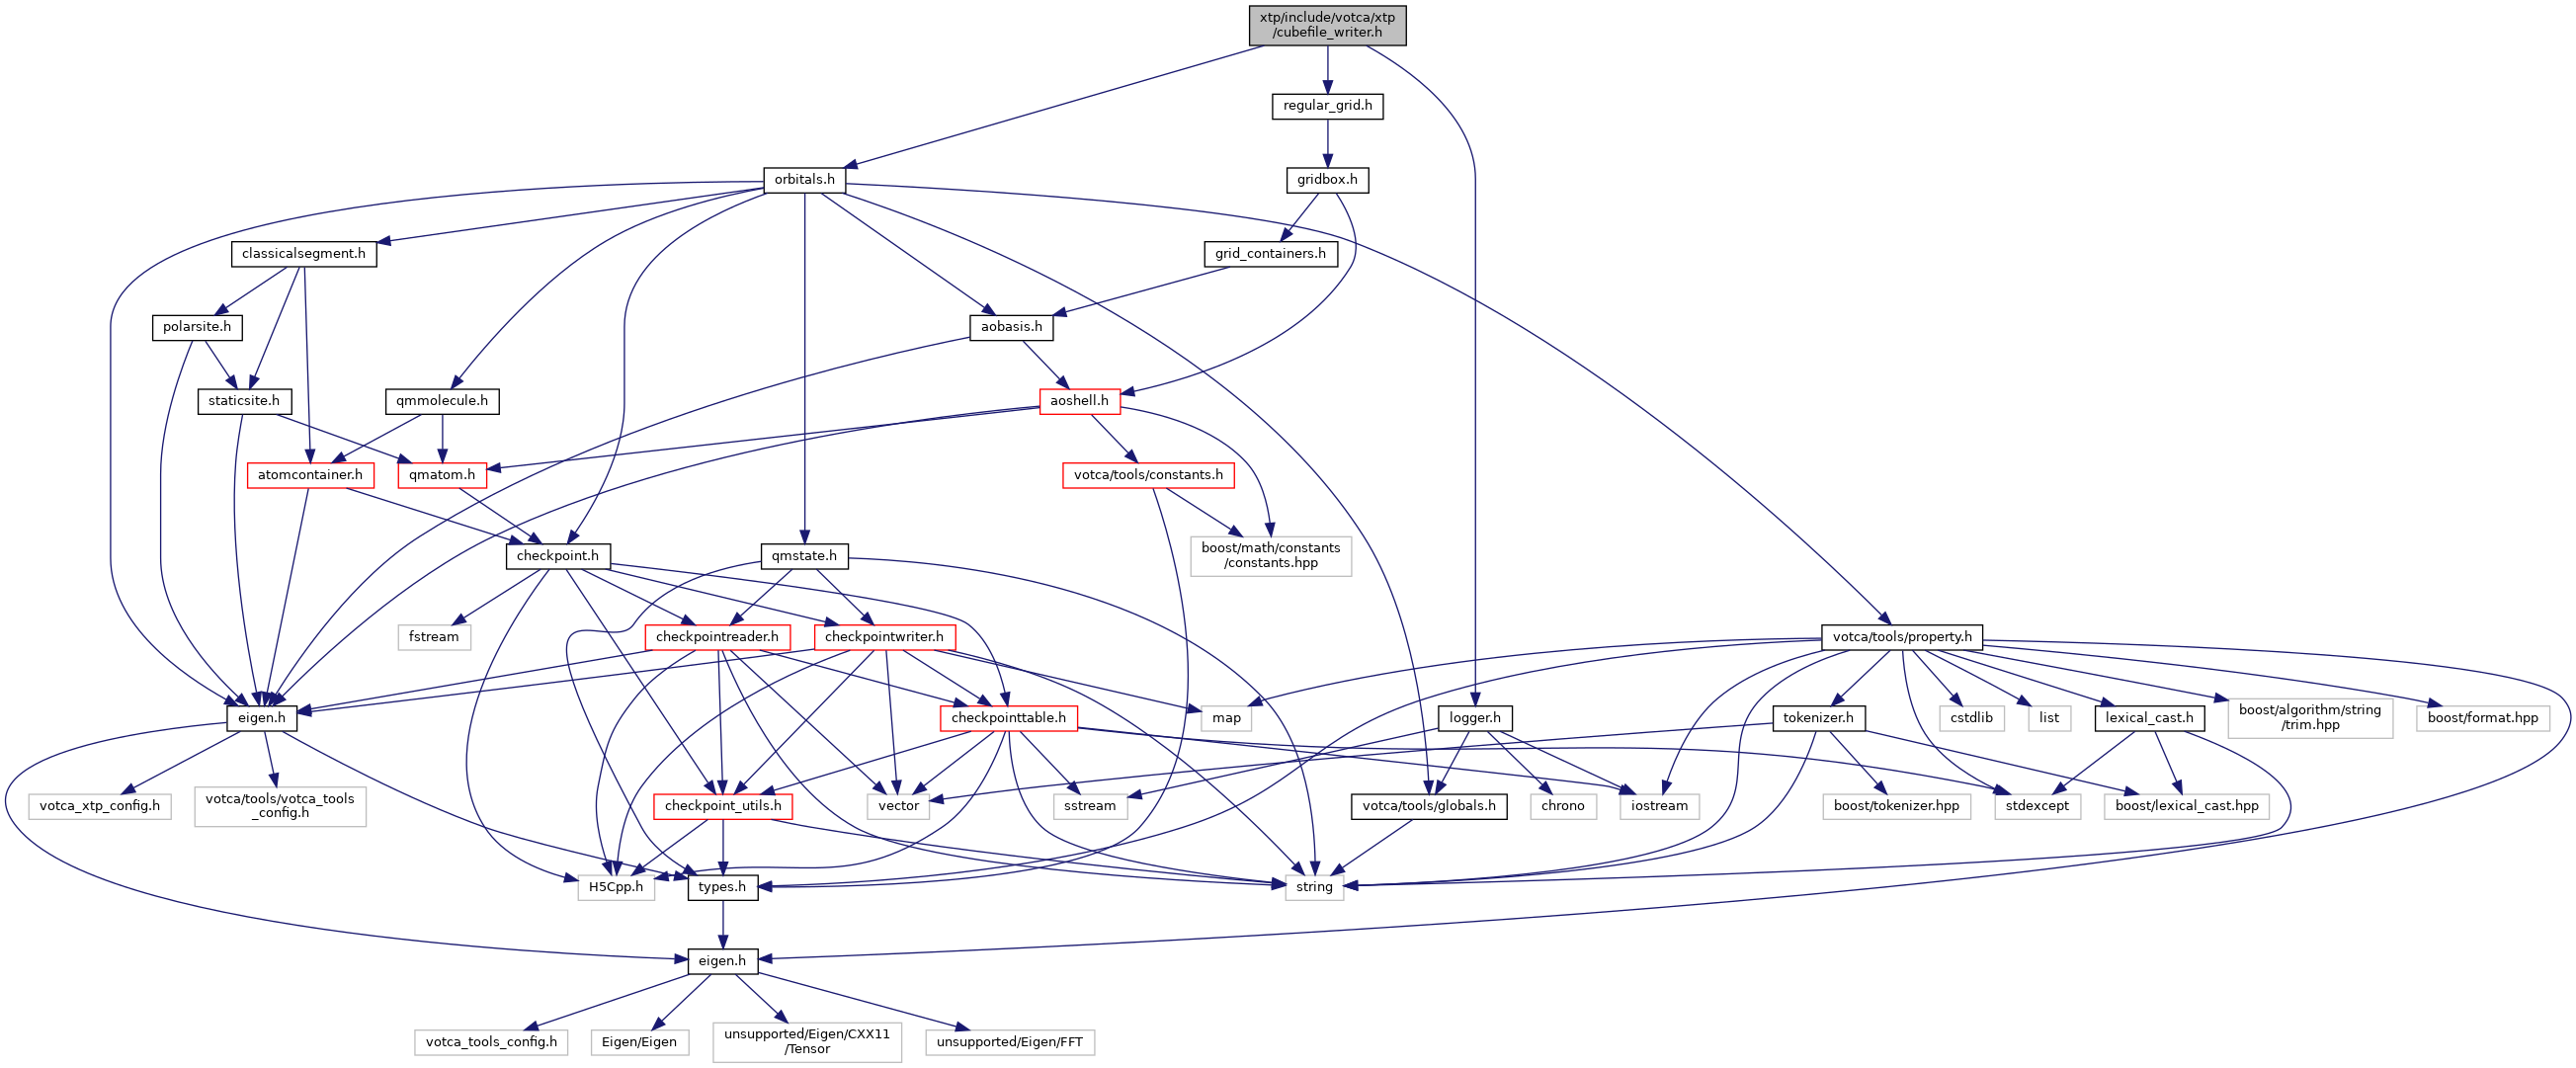 xtp/include/votca/xtp
/cubefile_writer.h
regular_grid.h
orbitals.h
gridbox.h
classicalsegment.h
grid_containers.h
polarsite.h
aobasis.h
staticsite.h
qmmolecule.h
aoshell.h
atomcontainer.h
qmatom.h
votca/tools/constants.h
checkpoint.h
qmstate.h
boost/math/constants
/constants.hpp
fstream
checkpointreader.h
checkpointwriter.h
votca/tools/property.h
eigen.h
checkpointtable.h
map
logger.h
tokenizer.h
cstdlib
list
lexical_cast.h
boost/algorithm/string
/trim.hpp
boost/format.hpp
votca_xtp_config.h
votca/tools/votca_tools
_config.h
checkpoint_utils.h
vector
sstream
votca/tools/globals.h
chrono
iostream
boost/tokenizer.hpp
stdexcept
boost/lexical_cast.hpp
H5Cpp.h
types.h
string
eigen.h
votca_tools_config.h
Eigen/Eigen
unsupported/Eigen/CXX11
/Tensor
unsupported/Eigen/FFT